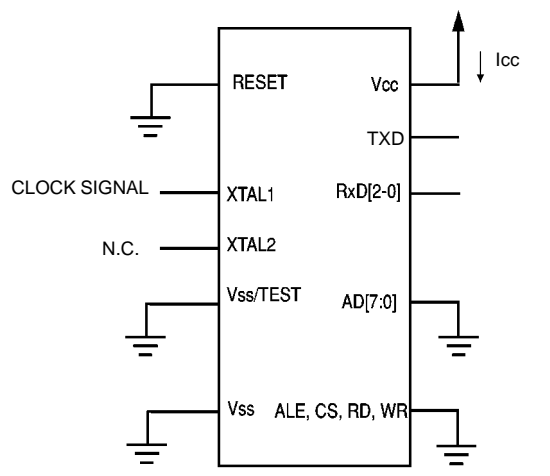 Icc
RESET
Vcc
TXD
CLOCK SIGNAL
XTAL1
RxD[2-0]
N.C.
XTAL2
Vss/TEST
AD[7:0]
Vss
ALE, CS, RD, WR